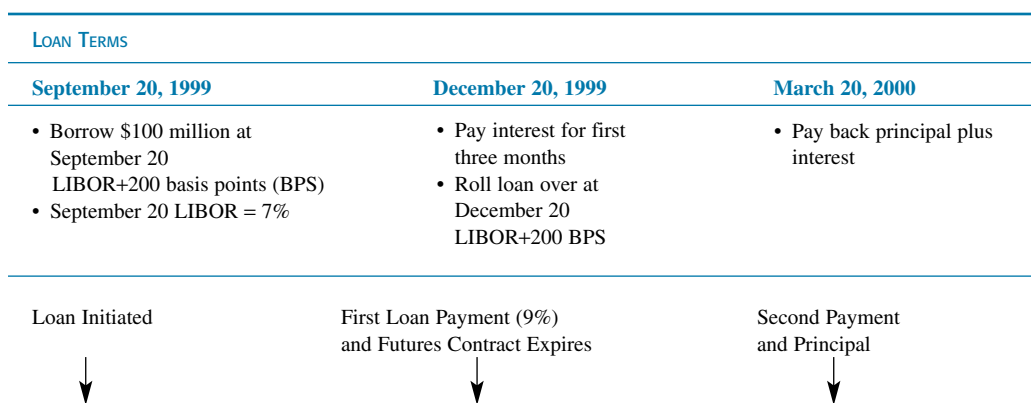 LOAN TERMS
September 20, 1999
December 20, 1999
March 20, 2000
• Borrow $100 million at
September 20
LIBOR+200 basis points (BPS)
• September 20 LIBOR = 7%
• Pay interest for first
three months
• Roll loan over at
December 20
LIBOR+200 BPS
• Pay back principal plus
interest
Loan Initiated
First Loan Payment (9%)
and Futures Contract Expires
Second Payment
and Principal